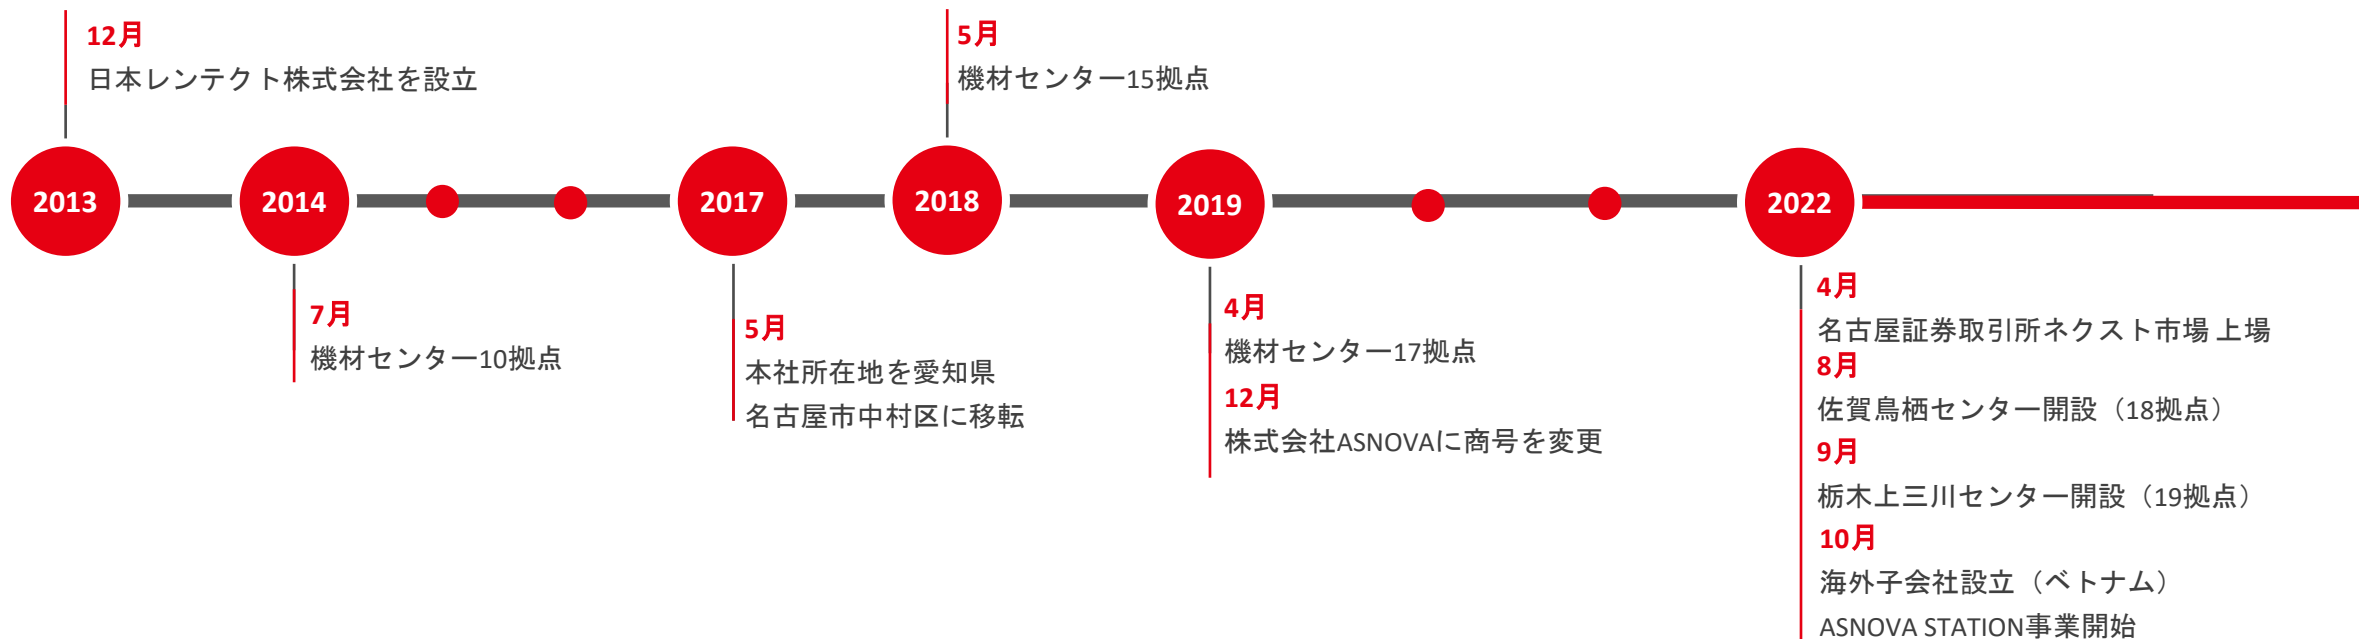 12月
日本レンテクト株式会社を設立
5月
機材センター15拠点
2013
2014
2017
2018
2019
2022
7月
機材センター10拠点
5月
本社所在地を愛知県
名古屋市中村区に移転
4月
機材センター17拠点
12月
株式会社ASNOVAに商号を変更
4月
名古屋証券取引所ネクスト市場 上場
8月
佐賀鳥栖センター開設（18拠点）
9月
栃木上三川センター開設（19拠点）
10月
海外子会社設立（ベトナム）
ASNOVA STATION事業開始